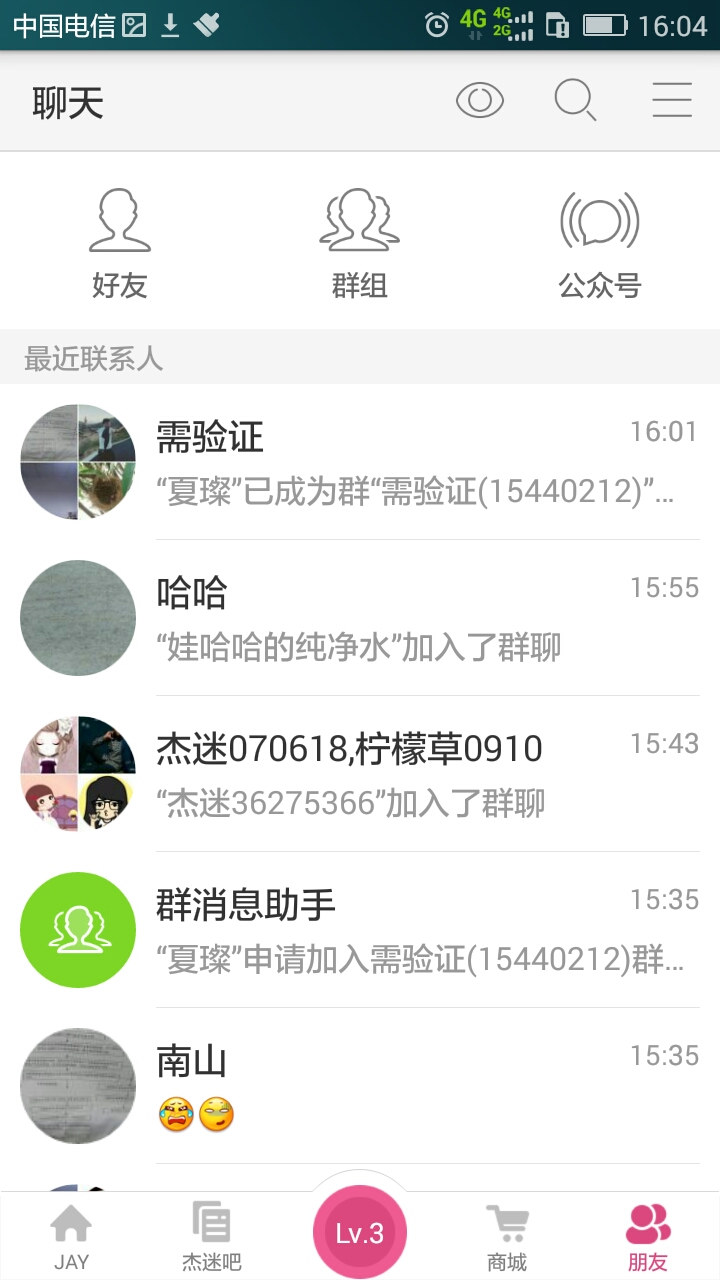 中国电信 4G 4G 2G 16:04
聊天
好友 群组 公众号
最近联系人
需验证 16:01
“夏璨”已成为群“需验证(15440212)”...
哈哈 15:55
“娃哈哈的纯净水”加入了群聊
杰迷070618,柠檬草0910 15:43
“杰迷36275366”加入了群聊
群消息助手 15:35
“夏璨”申请加入需验证(15440212)群...
南山 15:35
JAY 杰迷吧 Lv.3 商城 朋友